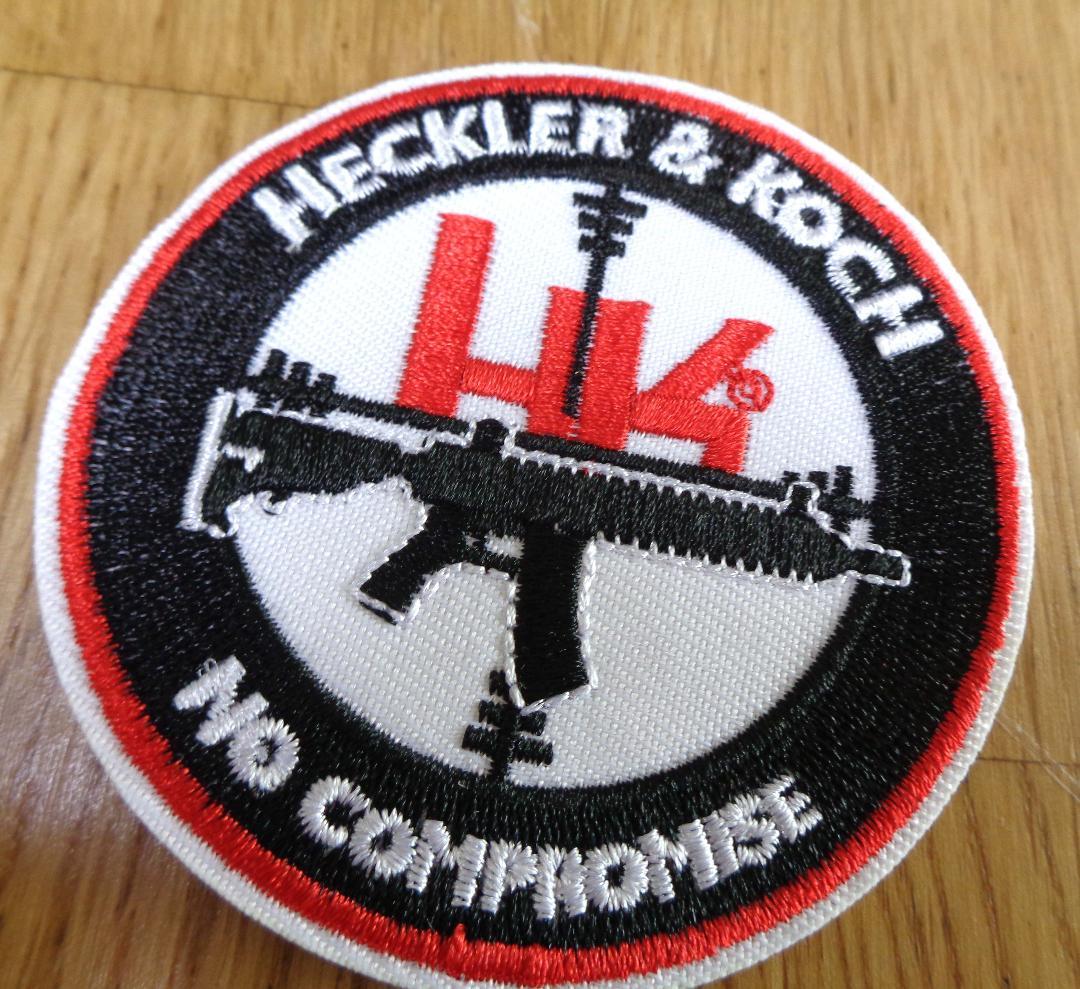 HECKLER & KOCH
HK
NO COMPROMISE